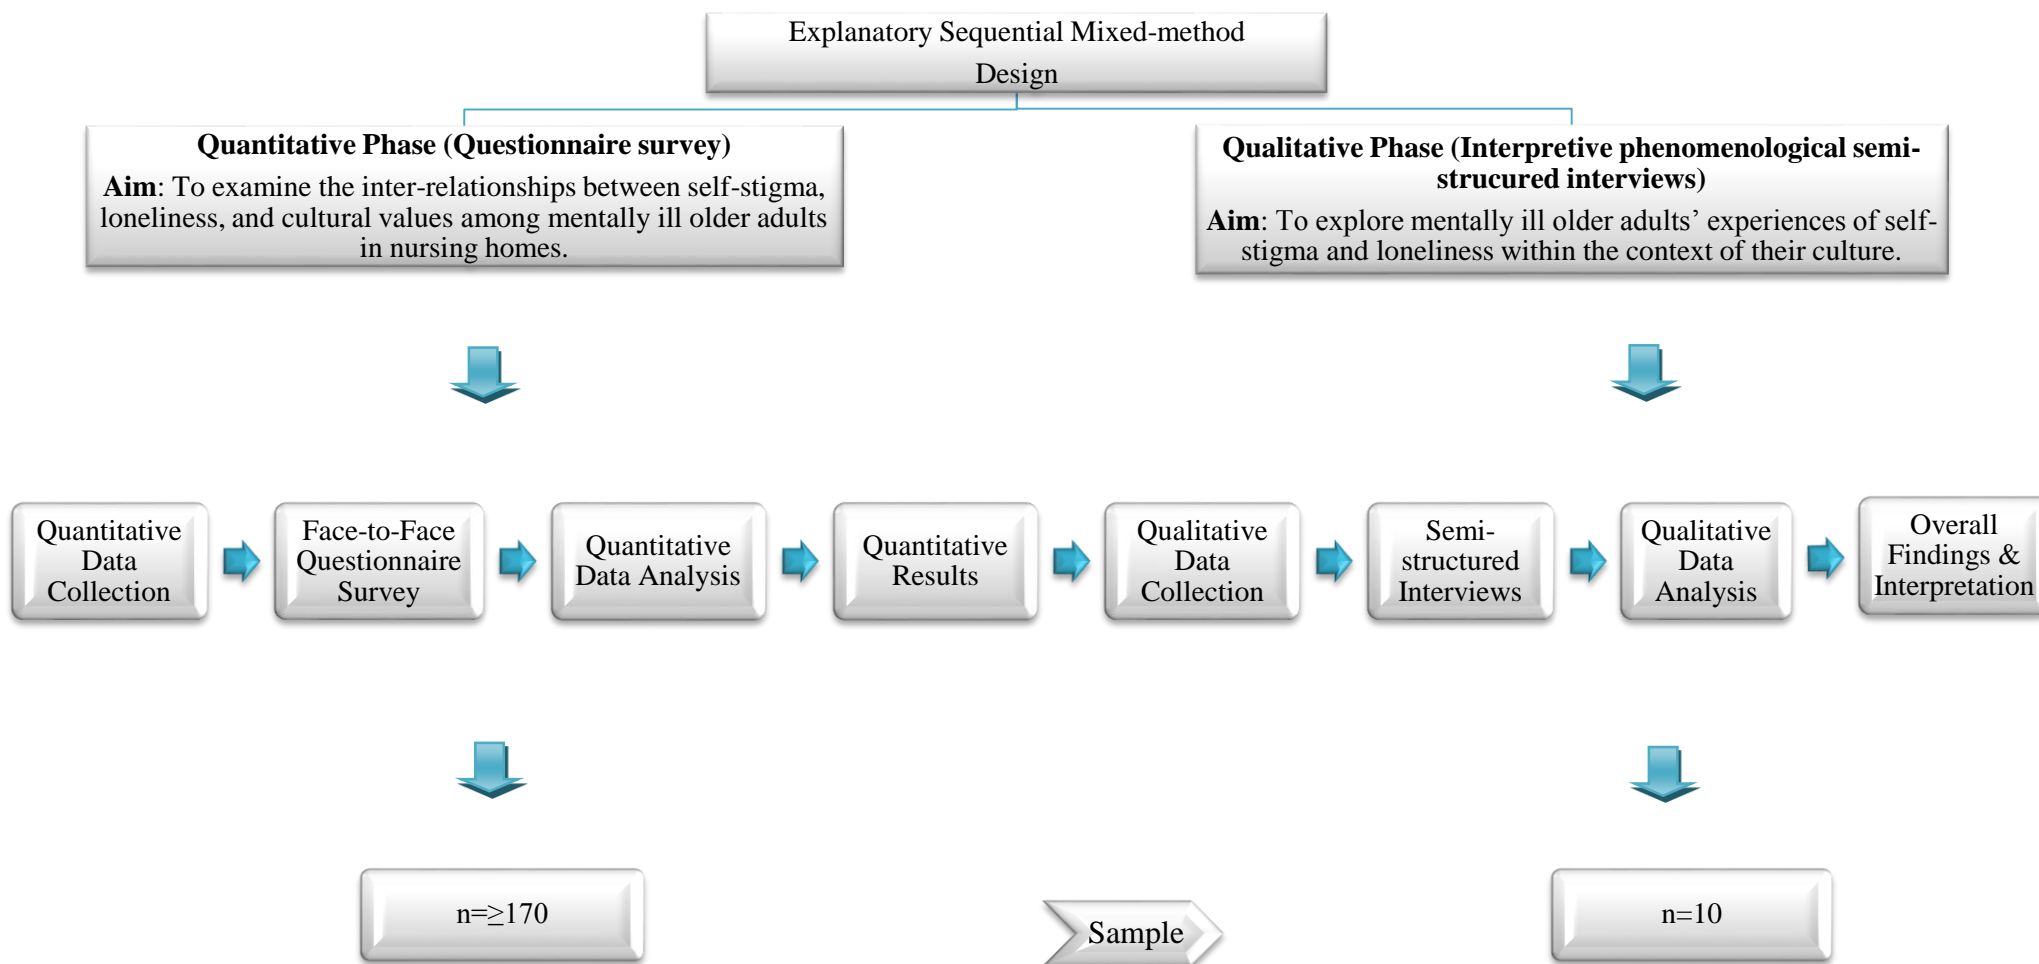 Explanatory Sequential Mixed-method
Design
Quantitative Phase (Questionnaire survey)
Aim: To examine the inter-relationships between self-stigma,
loneliness, and cultural values among mentally ill older adults
in nursing homes.
Qualitative Phase (Interpretive phenomenological semi-
strucured interviews)
Aim: To explore mentally ill older adults’ experiences of self-
stigma and loneliness within the context of their culture.
Quantitative
Data
Collection
Face-to-Face
Questionnaire
Survey
Quantitative
Data Analysis
Quantitative
Results
Qualitative
Data
Collection
Semi-
structured
Interviews
Qualitative
Data
Analysis
Overall
Findings &
Interpretation
n=≥170
Sample
n=10